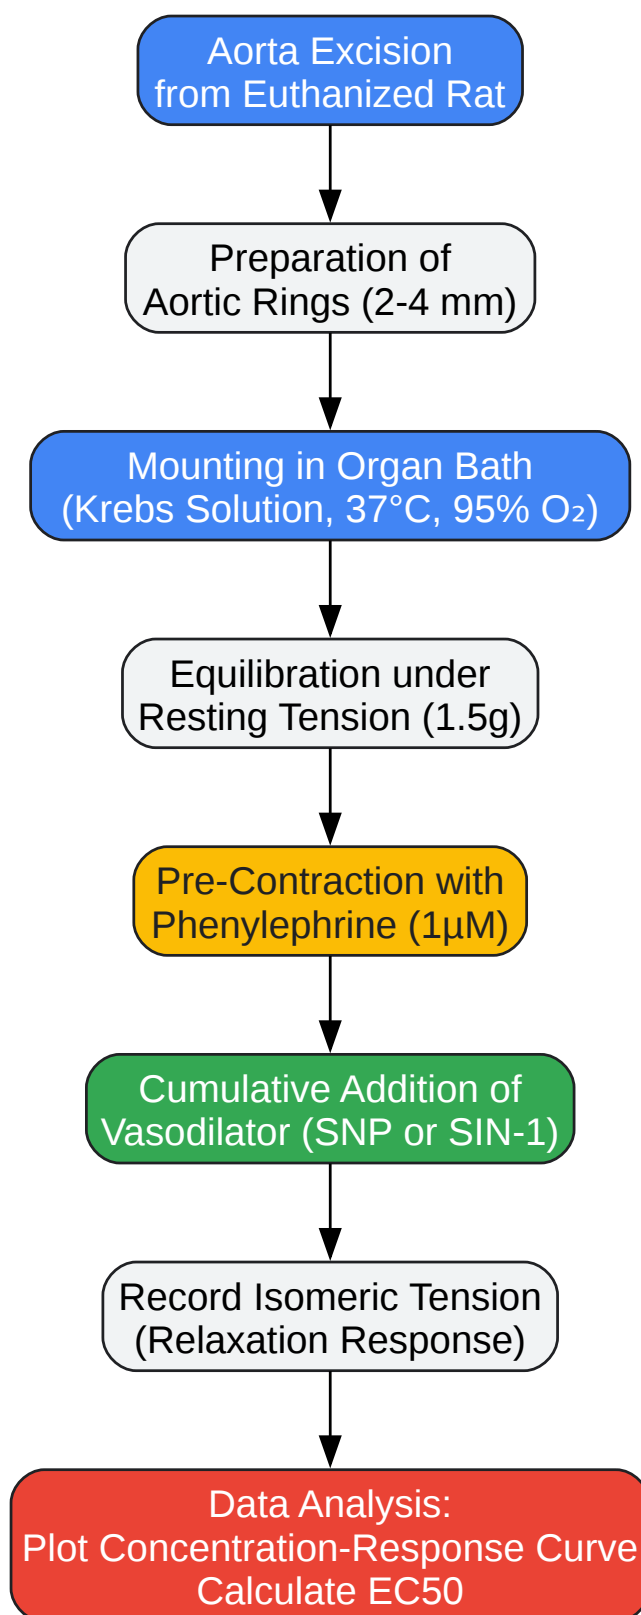 Aorta Excision
from Euthanized Rat
Preparation of
Aortic Rings (2-4 mm)
Mounting in Organ Bath
(Krebs Solution, 37°C, 95% O₂)
Equilibration under
Resting Tension (1.5g)
Pre-Contraction with
Phenylephrine (1µM)
Cumulative Addition of
Vasodilator (SNP or SIN-1)
Record Isomeric Tension
(Relaxation Response)
Data Analysis:
Plot Concentration-Response Curve
Calculate EC50